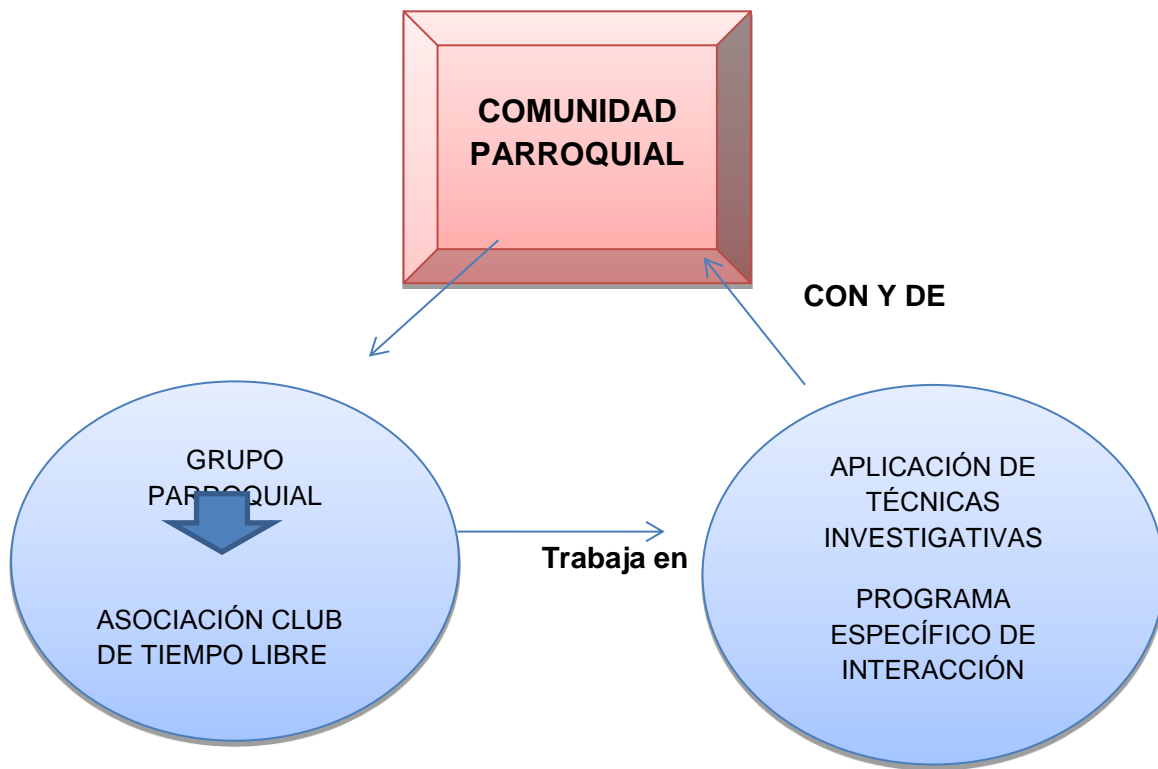 COMUNIDAD
PARROQUIAL
CON Y DE
GRUPO
PARROQUIAL
ASOCIACIÓN CLUB
DE TIEMPO LIBRE
Trabaja en
APLICACIÓN DE
TÉCNICAS
INVESTIGATIVAS
PROGRAMA
ESPECÍFICO DE
INTERACCIÓN